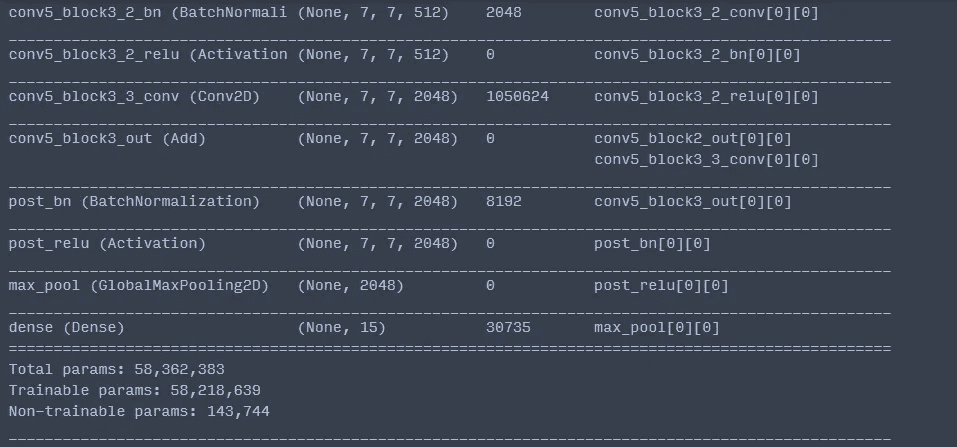 conv5_block3_2_bn (BatchNormali (None, 7, 7, 512) 2048 conv5_block3_2_conv[0][0]
__________________________________________________________________________________________________
conv5_block3_2_relu (Activation (None, 7, 7, 512) 0 conv5_block3_2_bn[0][0]
__________________________________________________________________________________________________
conv5_block3_3_conv (Conv2D) (None, 7, 7, 2048) 1050624 conv5_block3_2_relu[0][0]
__________________________________________________________________________________________________
conv5_block3_out (Add) (None, 7, 7, 2048) 0 conv5_block2_out[0][0]
conv5_block3_3_conv[0][0]
__________________________________________________________________________________________________
post_bn (BatchNormalization) (None, 7, 7, 2048) 8192 conv5_block3_out[0][0]
__________________________________________________________________________________________________
post_relu (Activation) (None, 7, 7, 2048) 0 post_bn[0][0]
__________________________________________________________________________________________________
max_pool (GlobalMaxPooling2D) (None, 2048) 0 post_relu[0][0]
__________________________________________________________________________________________________
dense (Dense) (None, 15) 30735 max_pool[0][0]
==================================================================================================
Total params: 58,362,383
Trainable params: 58,218,639
Non-trainable params: 143,744
__________________________________________________________________________________________________